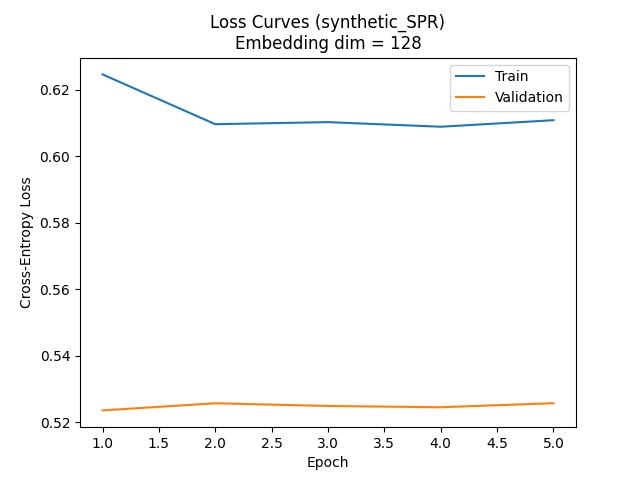 Loss Curves (synthetic_SPR)
Embedding dim = 128
Train
Validation
Cross-Entropy Loss
0.62
0.60
0.58
0.56
0.54
0.52
1.0 1.5 2.0 2.5 3.0 3.5 4.0 4.5 5.0
Epoch